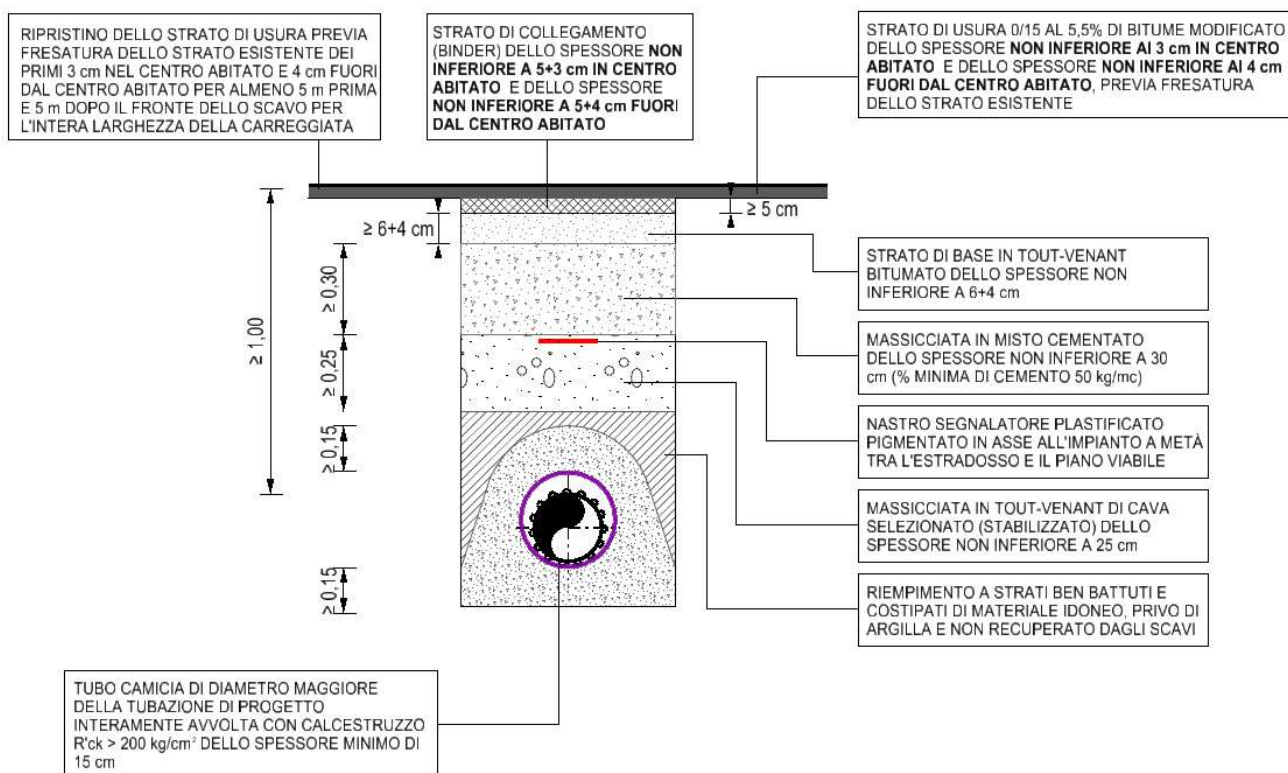 RIPRISTINO DELLO STRATO DI USURA PREVIA
FRESATURA DELLO STRATO ESISTENTE DEI
PRIMI 3 cm NEL CENTRO ABITATO E 4 cm FUORI
DAL CENTRO ABITATO PER ALMENO 5 m PRIMA
E 5 m DOPO IL FRONTE DELLO SCAVO PER
L'INTERA LARGHEZZA DELLA CARREGGIATA
STRATO DI COLLEGAMENTO
(BINDER) DELLO SPESSORE NON
INFERIORE A 5+3 cm IN CENTRO
ABITATO E DELLO SPESSORE
NON INFERIORE A 5+4 cm FUORI
DAL CENTRO ABITATO
STRATO DI USURA 0/15 AL 5,5% DI BITUME MODIFICATO
DELLO SPESSORE NON INFERIORE AI 3 cm IN CENTRO
ABITATO E DELLO SPESSORE NON INFERIORE AI 4 cm
FUORI DAL CENTRO ABITATO, PREVIA FRESATURA
DELLO STRATO ESISTENTE
≥ 5 cm
≥ 6+4 cm
≥ 0,30
≥ 1,00
≥ 0,25
≥ 0,15
≥ 0,15
STRATO DI BASE IN TOUT-VENANT
BITUMATO DELLO SPESSORE NON
INFERIORE A 6+4 cm
MASSICCIATA IN MISTO CEMENTATO
DELLO SPESSORE NON INFERIORE A 30
cm (% MINIMA DI CEMENTO 50 kg/mc)
NASTRO SEGNALATORE PLASTIFICATO
PIGMENTATO IN ASSE ALL'IMPIANTO A METÀ
TRA L'ESTRADOSSO E IL PIANO VIABILE
MASSICCIATA IN TOUT-VENANT DI CAVA
SELEZIONATO (STABILIZZATO) DELLO
SPESSORE NON INFERIORE A 25 cm
RIEMPIMENTO A STRATI BEN BATTUTI E
COSTIPATI DI MATERIALE IDONEO, PRIVO DI
ARGILLA E NON RECUPERATO DAGLI SCAVI
TUBO CAMICIA DI DIAMETRO MAGGIORE
DELLA TUBAZIONE DI PROGETTO
INTERAMENTE AVVOLTA CON CALCESTRUZZO
R'ck > 200 kg/cm² DELLO SPESSORE MINIMO DI
15 cm